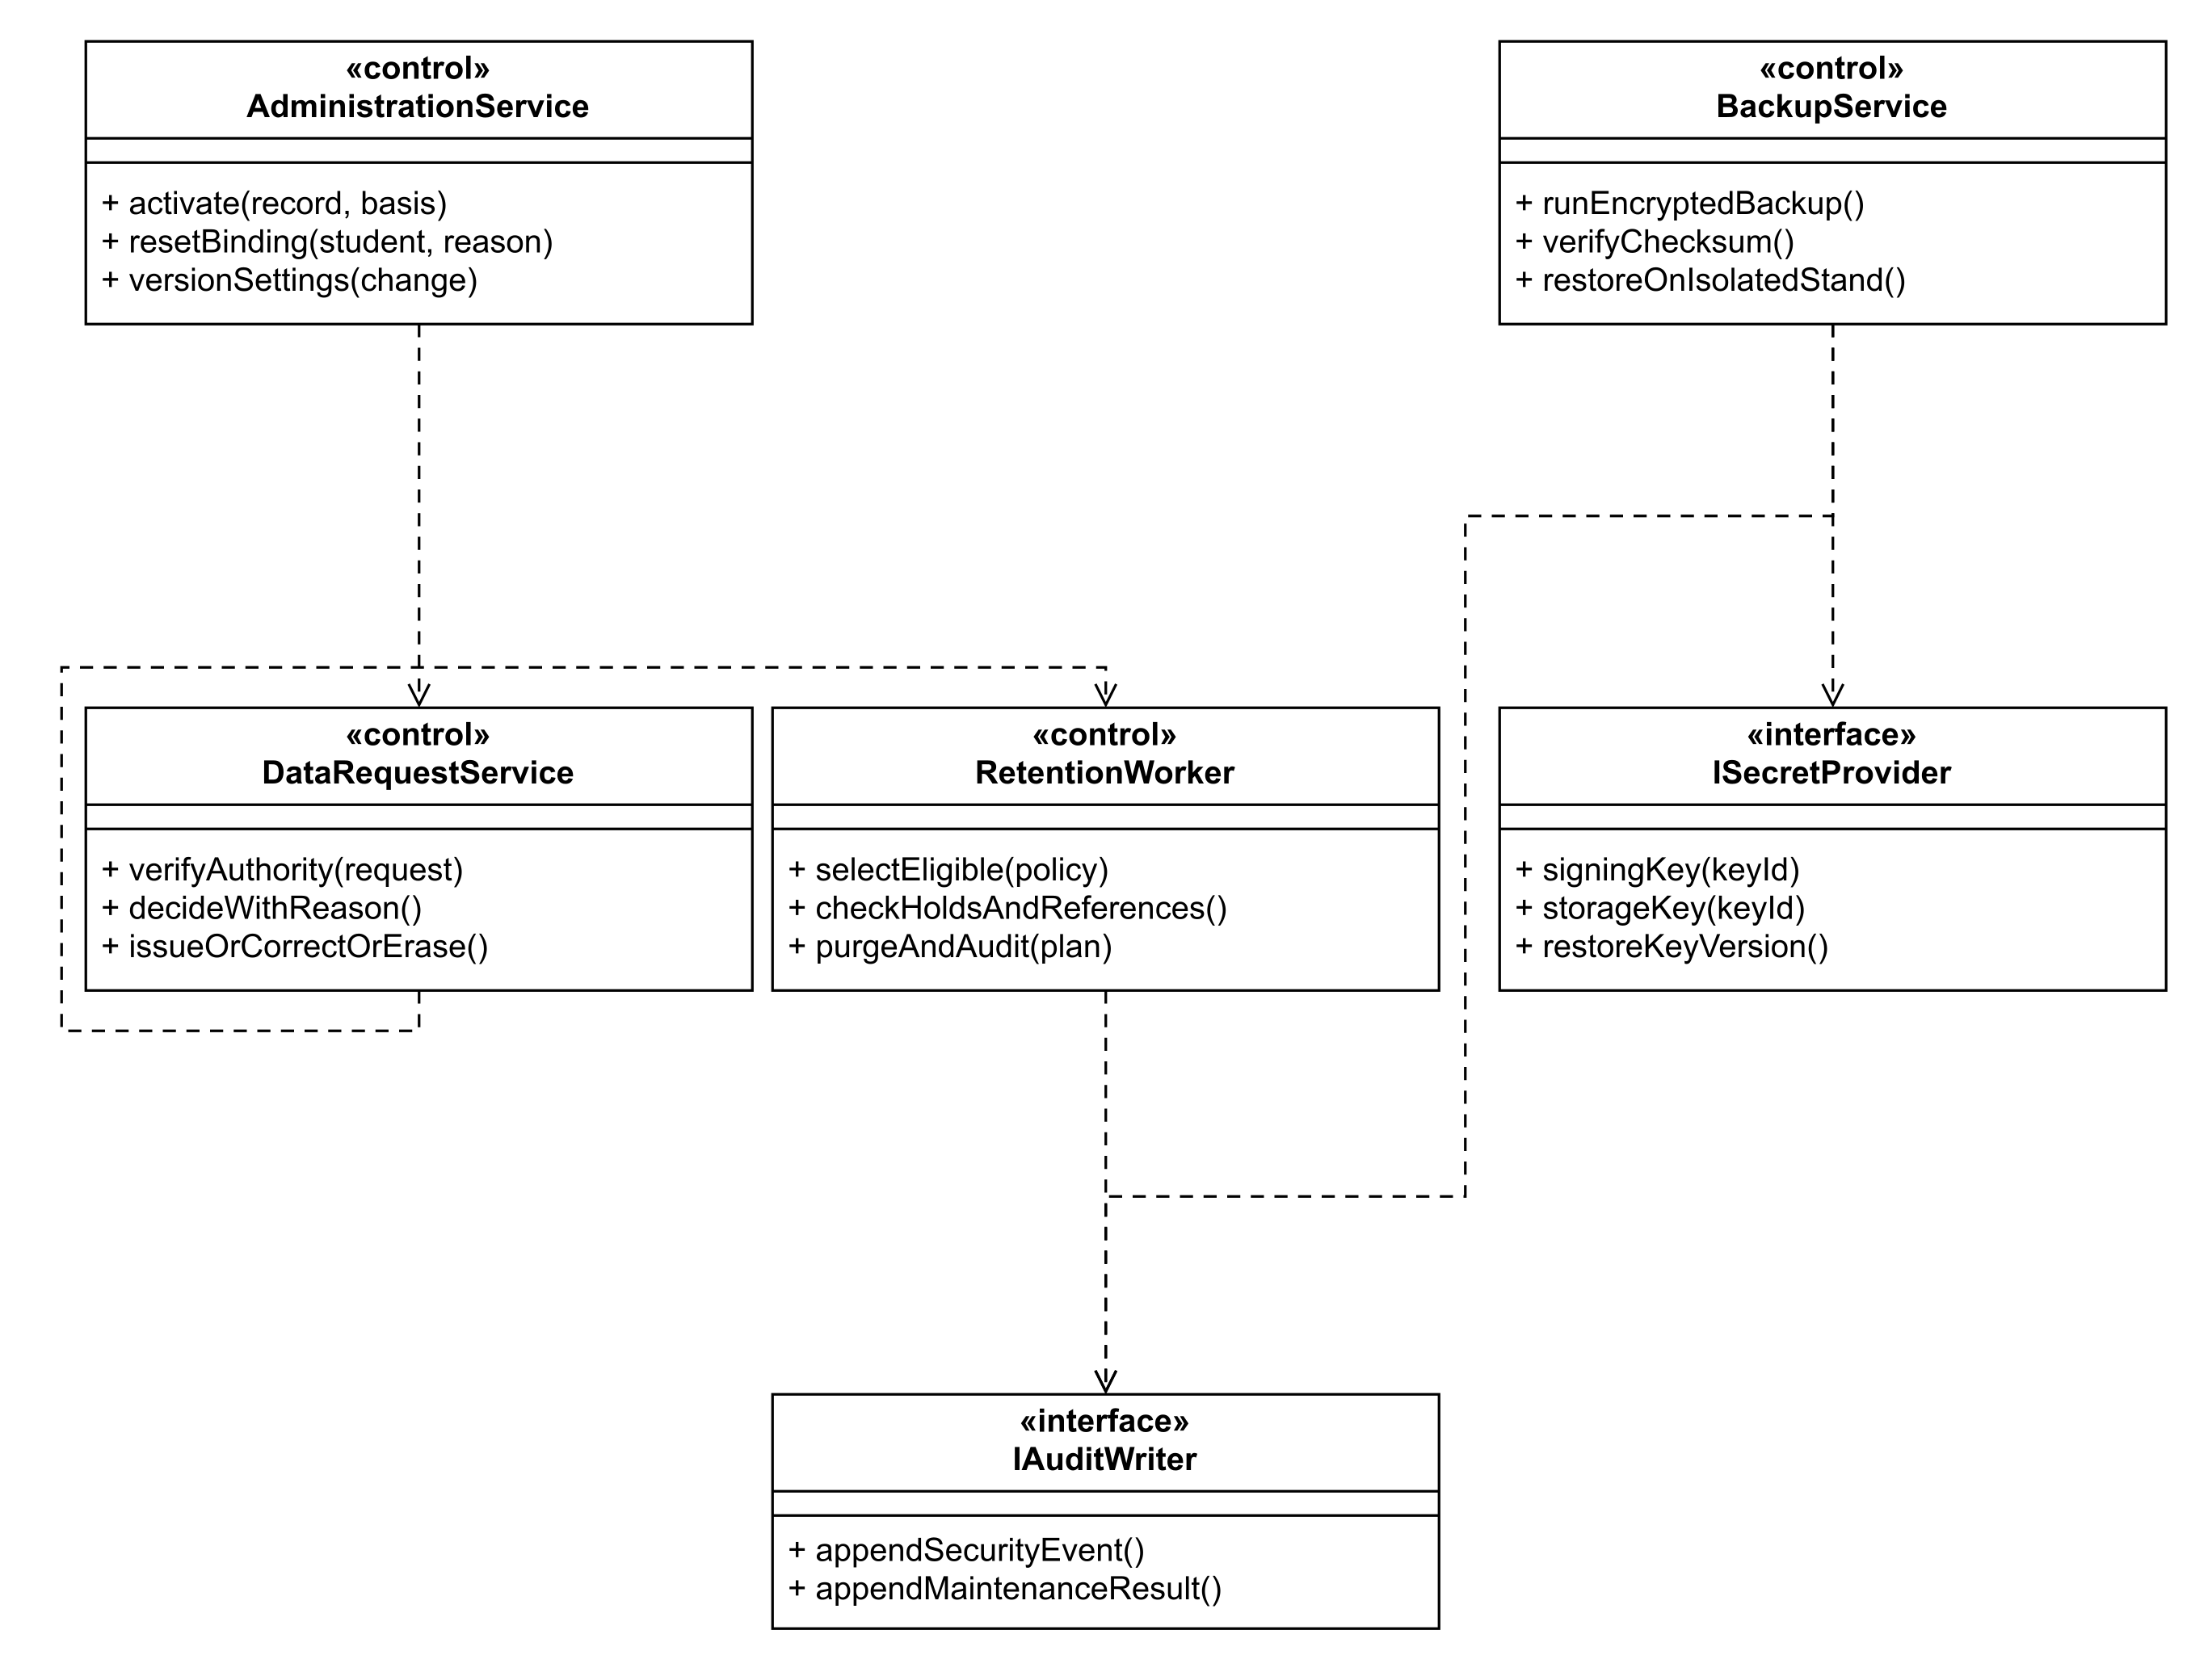 «control»
AdministrationService
+ activate(record, basis)
+ resetBinding(student, reason)
+ versionSettings(change)
«control»
BackupService
+ runEncryptedBackup()
+ verifyChecksum()
+ restoreOnIsolatedStand()
«control»
DataRequestService
+ verifyAuthority(request)
+ decideWithReason()
+ issueOrCorrectOrErase()
«control»
RetentionWorker
+ selectEligible(policy)
+ checkHoldsAndReferences()
+ purgeAndAudit(plan)
«interface»
ISecretProvider
+ signingKey(keyId)
+ storageKey(keyId)
+ restoreKeyVersion()
«interface»
IAuditWriter
+ appendSecurityEvent()
+ appendMaintenanceResult()